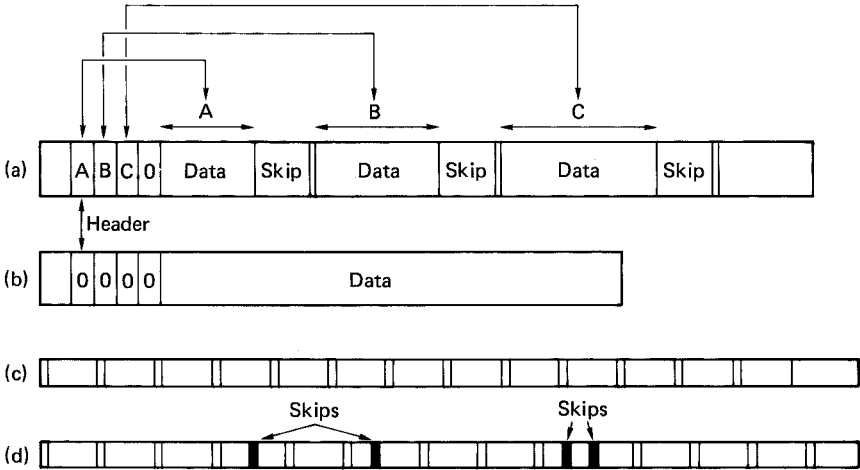 A B C
(a) A B C 0 Data Skip Data Skip Data Skip
Header
(b) 0 0 0 0 Data
(c)
Skips Skips
(d)